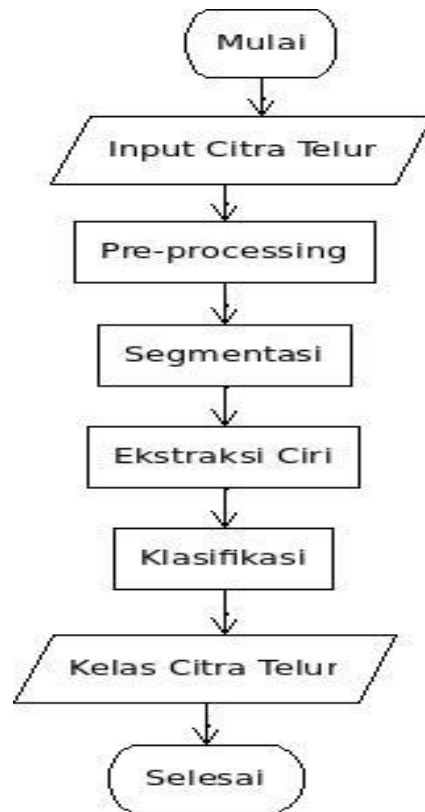 Mulai
Input Citra Telur
Pre-processing
Segmentasi
Ekstraksi Ciri
Klasifikasi
Kelas Citra Telur
Selesai